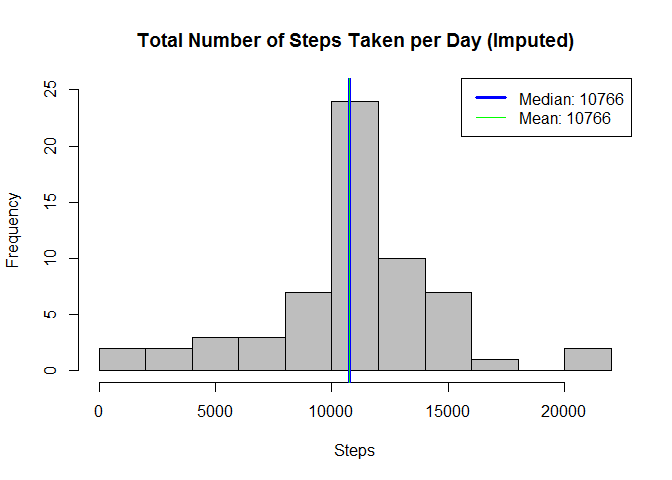 Total Number of Steps Taken per Day (Imputed)
Median: 10766
Mean: 10766
Frequency
25
20
15
10
5
0
0 5000 10000 15000 20000
Steps